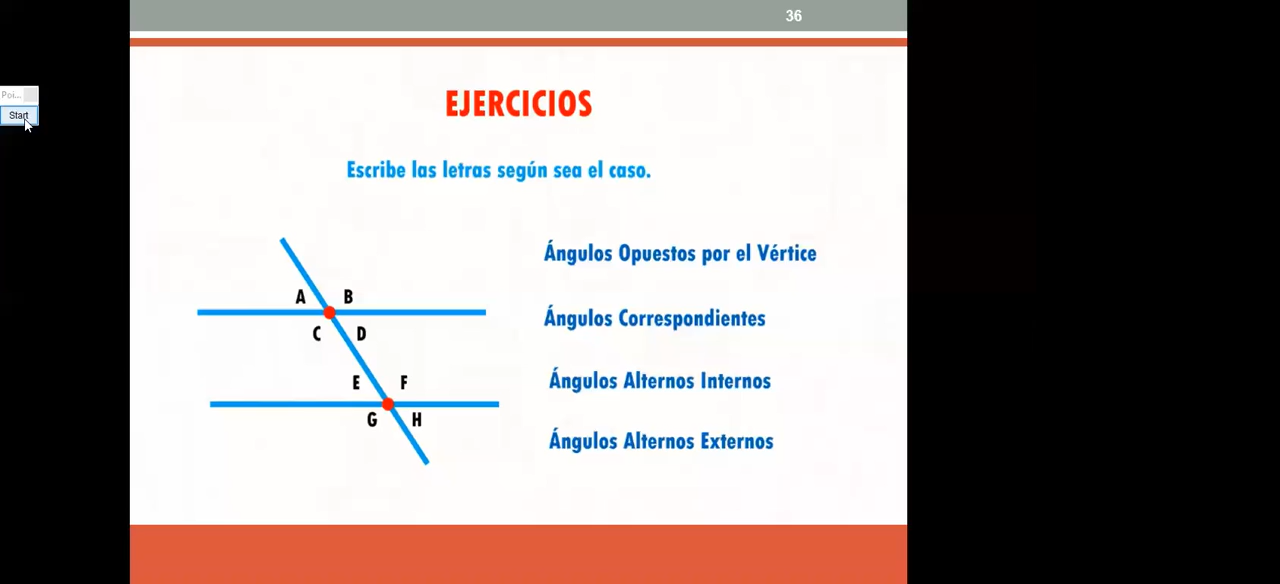 36
Poi...
Start
EJERCICIOS
Escribe las letras según sea el caso.
Ángulos Opuestos por el Vértice
A B
Ángulos Correspondientes
C D
E F
Ángulos Alternos Internos
G H
Ángulos Alternos Externos